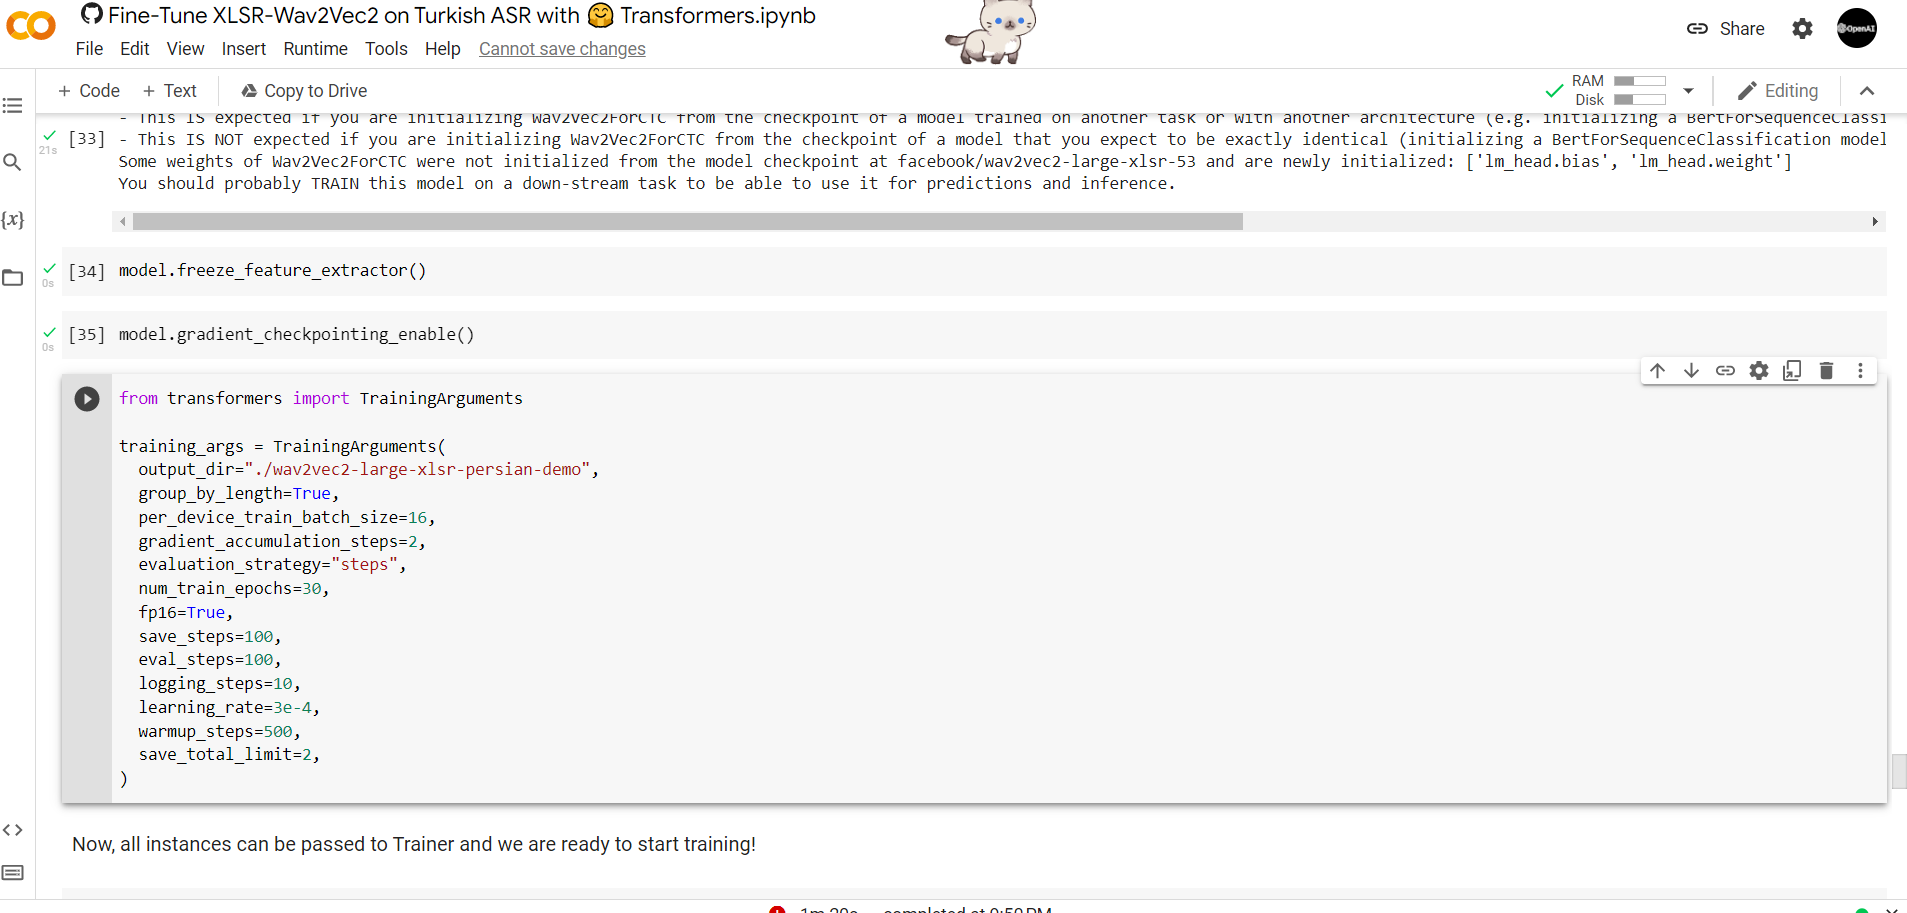 Fine-Tune XLSR-Wav2Vec2 on Turkish ASR with 🤗 Transformers.ipynb
File Edit View Insert Runtime Tools Help Cannot save changes
Share
OpenAI
+ Code + Text Copy to Drive
RAM
Disk
Editing
- This IS expected if you are initializing Wav2Vec2ForCTC from the checkpoint of a model trained on another task or with another architecture (e.g. initializing a BertForSequenceClassi
[33] - This IS NOT expected if you are initializing Wav2Vec2ForCTC from the checkpoint of a model that you expect to be exactly identical (initializing a BertForSequenceClassification model
21s
Some weights of Wav2Vec2ForCTC were not initialized from the model checkpoint at facebook/wav2vec2-large-xlsr-53 and are newly initialized: ['lm_head.bias', 'lm_head.weight']
You should probably TRAIN this model on a down-stream task to be able to use it for predictions and inference.
{x}
[34] model.freeze_feature_extractor()
0s
[35] model.gradient_checkpointing_enable()
0s
from transformers import TrainingArguments
training_args = TrainingArguments(
output_dir="./wav2vec2-large-xlsr-persian-demo",
group_by_length=True,
per_device_train_batch_size=16,
gradient_accumulation_steps=2,
evaluation_strategy="steps",
num_train_epochs=30,
fp16=True,
save_steps=100,
eval_steps=100,
logging_steps=10,
learning_rate=3e-4,
warmup_steps=500,
save_total_limit=2,
)
Now, all instances can be passed to Trainer and we are ready to start training!
completed at